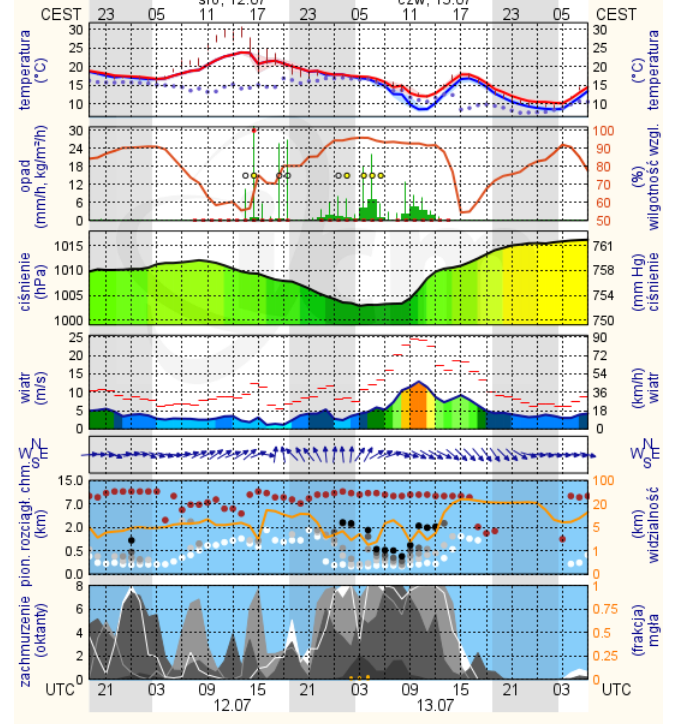 śro, 12.07 czw, 13.07
CEST 23 05 11 17 23 05 11 17 23 05 CEST
temperatura (°C) 30 25 20 15 10 30 25 20 15 10 (°C) temperatura
opad (mm/h, kg/m²/h) 30 24 18 12 6 0 100 90 80 70 60 50 (%) wilgotność wzgl.
ciśnienie (hPa) 1015 1010 1005 1000 761 758 754 750 (mm Hg) ciśnienie
wiatr (m/s) 25 20 15 10 5 0 90 72 54 36 18 0 (km/h) wiatr
N W E S N W E S
pion. rozciągł. chm. (km) 15.0 7.0 2.0 0.5 0.0 100 20 5 1 0 (km) widzialność
zachmurzenie (oktanty) 8 6 4 2 0 1 0.75 0.5 0.25 0 (frakcja) mgła
UTC 21 03 09 15 21 03 09 15 21 03 UTC
12.07 13.07